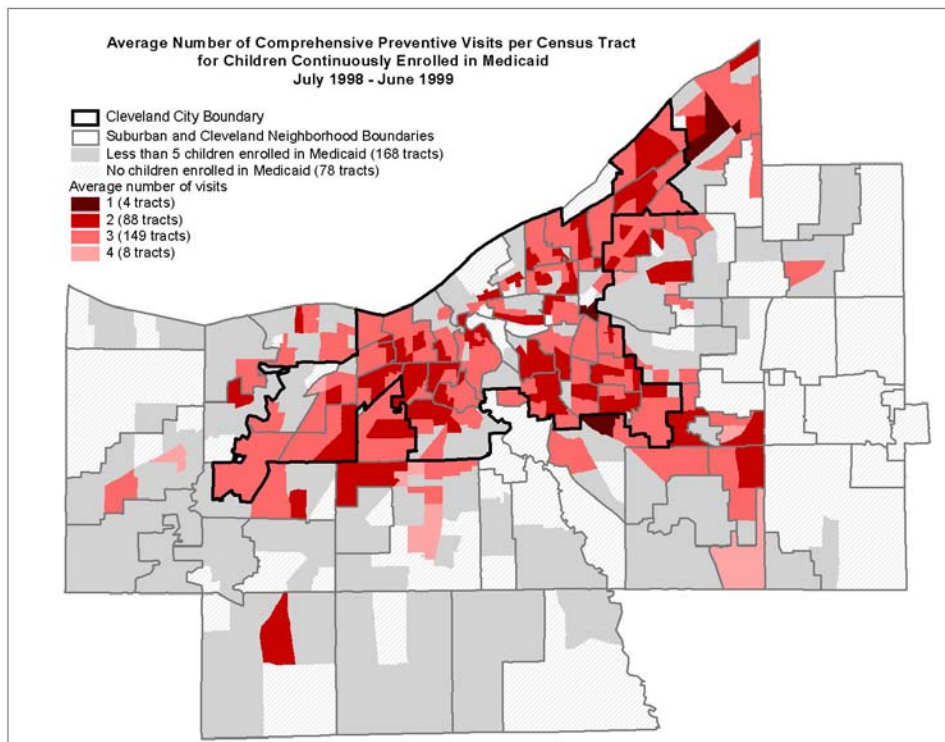 Average Number of Comprehensive Preventive Visits per Census Tract
for Children Continuously Enrolled in Medicaid
July 1998 - June 1999
Cleveland City Boundary
Suburban and Cleveland Neighborhood Boundaries
Less than 5 children enrolled in Medicaid (168 tracts)
No children enrolled in Medicaid (78 tracts)
Average number of visits
1 (4 tracts)
2 (88 tracts)
3 (149 tracts)
4 (8 tracts)